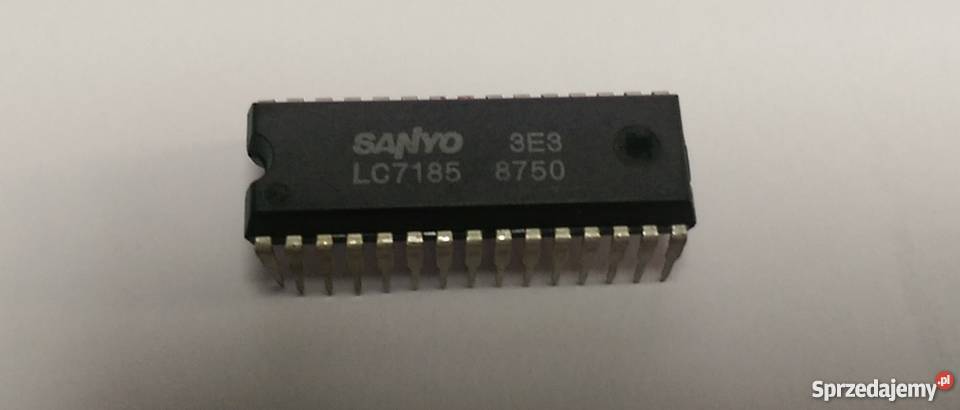 SANYO 3E3
LC7185 8750
Sprzedajemy.pl